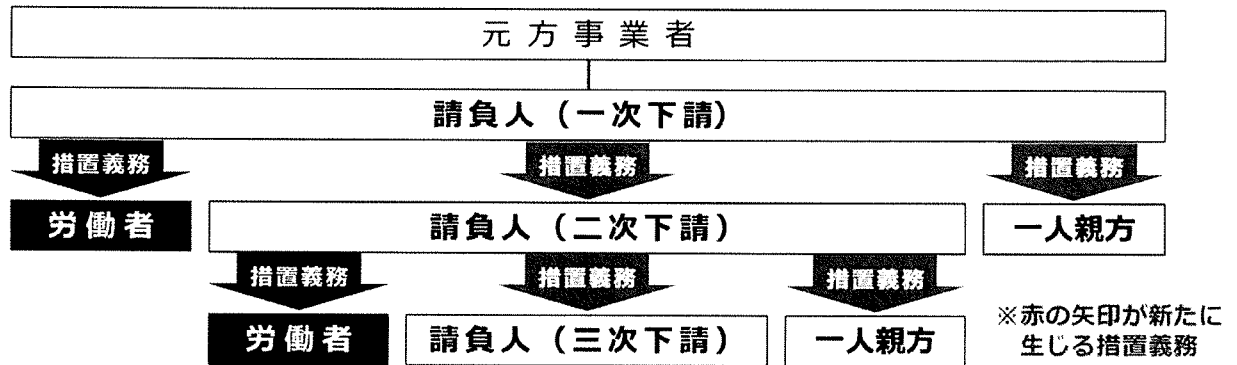 元方事業者
請負人（一次下請）
措置義務 措置義務 措置義務
労働者 請負人（二次下請） 一人親方
措置義務 措置義務 措置義務
労働者 請負人（三次下請） 一人親方
※赤の矢印が新たに
生じる措置義務